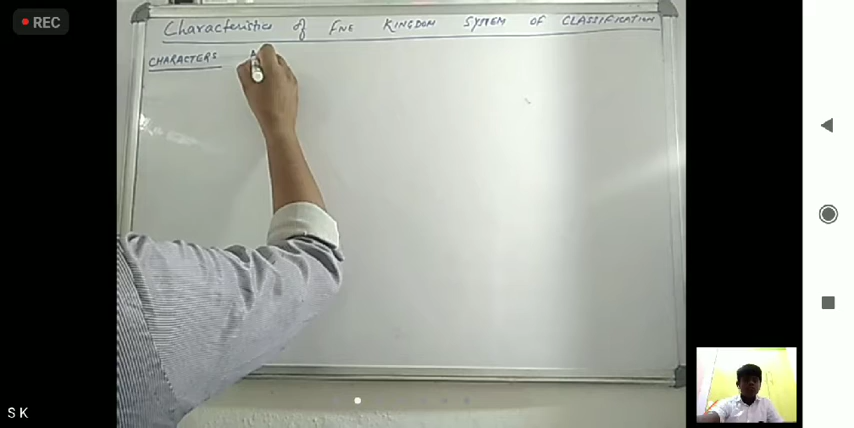 REC
Characteristics of FIVE KINGDOM SYSTEM OF CLASSIFICATION
CHARACTERS
S K